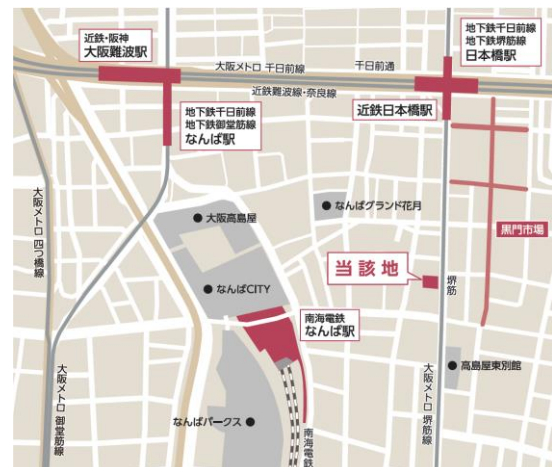 近鉄・阪神
大阪難波駅
地下鉄千日前線
地下鉄堺筋線
日本橋駅
大阪メトロ 千日前線
千日前通
近鉄難波線・奈良線
地下鉄千日前線
地下鉄御堂筋線
なんば駅
近鉄日本橋駅
大阪メトロ 四つ橋線
大阪高島屋
なんばグランド花月
黒門市場
当該地
堺筋
なんばCITY
南海電鉄
なんば駅
高島屋東別館
大阪メトロ 御堂筋線
大阪メトロ 堺筋線
なんばパークス
南海電鉄